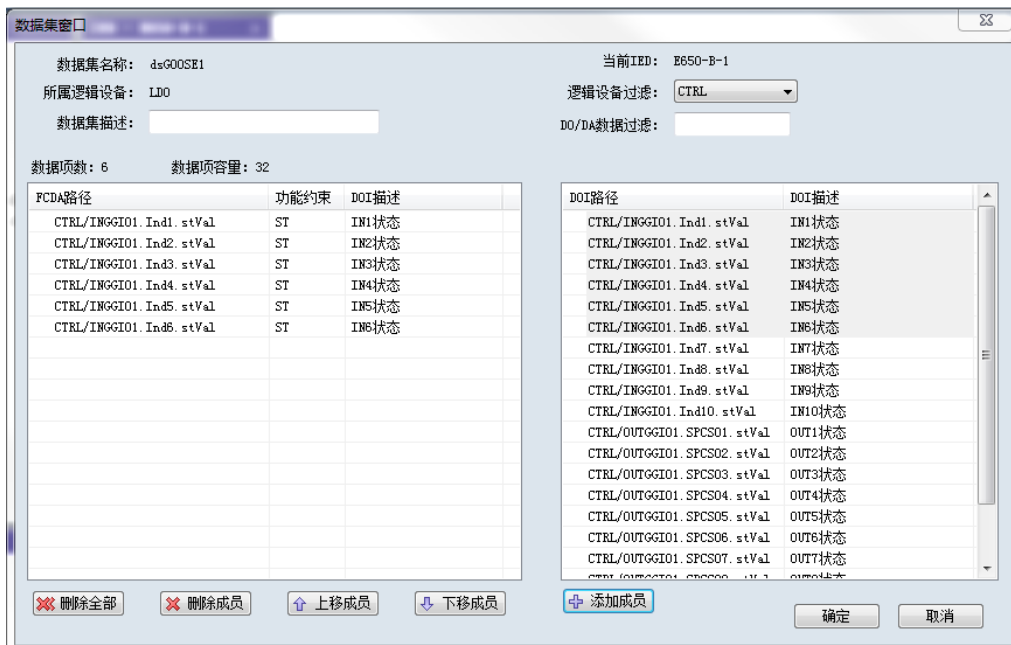 数据集窗口
数据集名称： dsGOOSE1
所属逻辑设备： LD0
数据集描述：
当前IED： E650-B-1
逻辑设备过滤： CTRL
DO/DA数据过滤：
数据项数：6 数据项容量：32
FCDA路径 功能约束 DOI描述
CTRL/INGGIO1.Ind1.stVal ST IN1状态
CTRL/INGGIO1.Ind2.stVal ST IN2状态
CTRL/INGGIO1.Ind3.stVal ST IN3状态
CTRL/INGGIO1.Ind4.stVal ST IN4状态
CTRL/INGGIO1.Ind5.stVal ST IN5状态
CTRL/INGGIO1.Ind6.stVal ST IN6状态
DOI路径 DOI描述
CTRL/INGGIO1.Ind1.stVal IN1状态
CTRL/INGGIO1.Ind2.stVal IN2状态
CTRL/INGGIO1.Ind3.stVal IN3状态
CTRL/INGGIO1.Ind4.stVal IN4状态
CTRL/INGGIO1.Ind5.stVal IN5状态
CTRL/INGGIO1.Ind6.stVal IN6状态
CTRL/INGGIO1.Ind7.stVal IN7状态
CTRL/INGGIO1.Ind8.stVal IN8状态
CTRL/INGGIO1.Ind9.stVal IN9状态
CTRL/INGGIO1.Ind10.stVal IN10状态
CTRL/OUTGGIO1.SPCSO1.stVal OUT1状态
CTRL/OUTGGIO1.SPCSO2.stVal OUT2状态
CTRL/OUTGGIO1.SPCSO3.stVal OUT3状态
CTRL/OUTGGIO1.SPCSO4.stVal OUT4状态
CTRL/OUTGGIO1.SPCSO5.stVal OUT5状态
CTRL/OUTGGIO1.SPCSO6.stVal OUT6状态
CTRL/OUTGGIO1.SPCSO7.stVal OUT7状态
删除全部 删除成员 上移成员 下移成员
添加成员
确定 取消